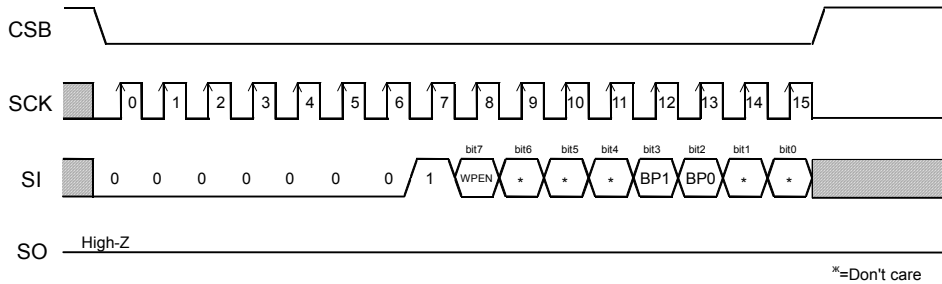 CSB
SCK 0 1 2 3 4 5 6 7 8 9 10 11 12 13 14 15
bit7 bit6 bit5 bit4 bit3 bit2 bit1 bit0
SI 0 0 0 0 0 0 0 1 WPEN * * * BP1 BP0 * *
High-Z
SO
*=Don't care